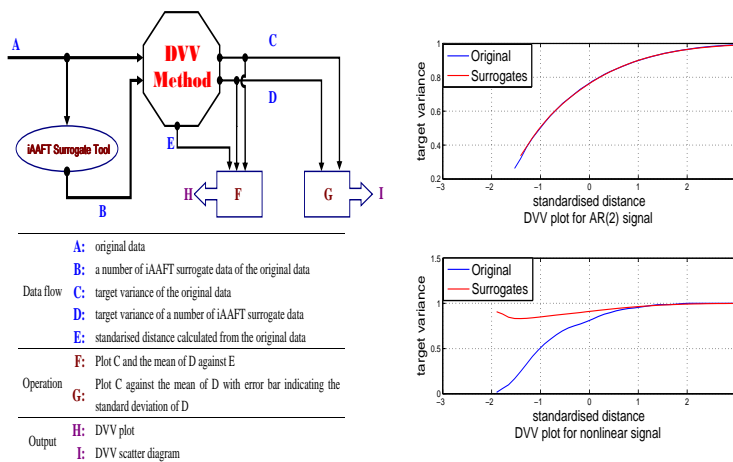 A
DVV
Method
C
D
E
iAAFT Surrogate Tool
B
H
F
G
I
Data flow
A: original data
B: a number of iAAFT surrogate data of the original data
C: target variance of the original data
D: target variance of a number of iAAFT surrogate data
E: standarised distance calculated from the original data
Operation
F: Plot C and the mean of D against E
G: Plot C against the mean of D with error bar indicating the
standard deviation of D
Output
H: DVV plot
I: DVV scatter diagram
Original
Surrogates
target variance
1
0.8
0.6
0.4
0.2
−3 −2 −1 0 1 2 3
standardised distance
DVV plot for AR(2) signal
Original
Surrogates
target variance
1.5
1
0.5
0
−3 −2 −1 0 1 2 3
standardised distance
DVV plot for nonlinear signal